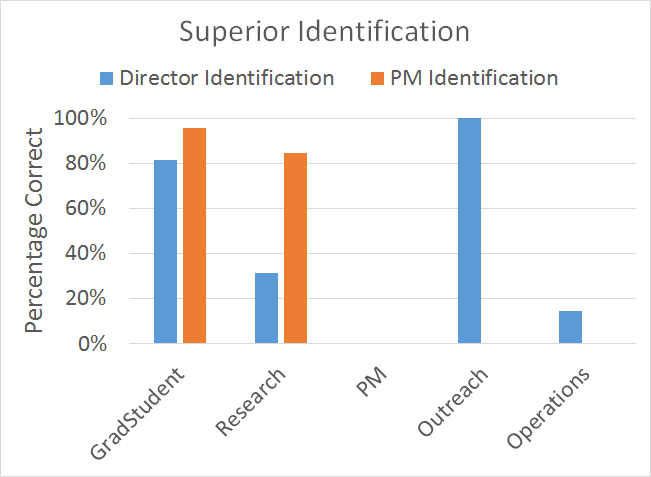 Superior Identification
Director Identification PM Identification
Percentage Correct
100%
80%
60%
40%
20%
0%
GradStudent
Research
PM
Outreach
Operations